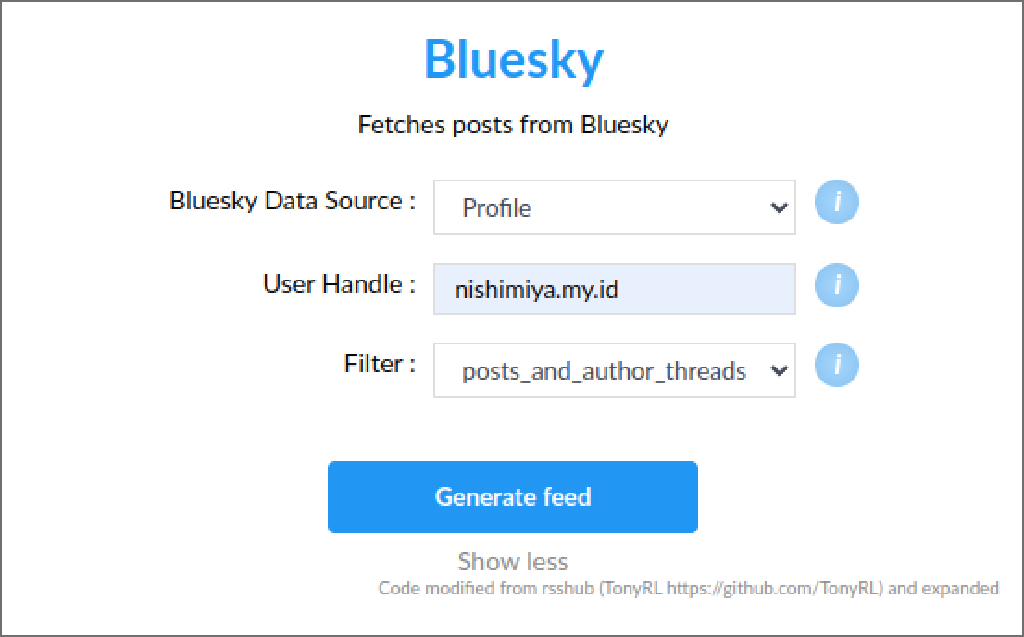 Bluesky
Fetches posts from Bluesky
Bluesky Data Source : Profile i
User Handle : nishimiya.my.id i
Filter : posts_and_author_threads i
Generate feed
Show less
Code modified from rsshub (TonyRL https://github.com/TonyRL) and expanded